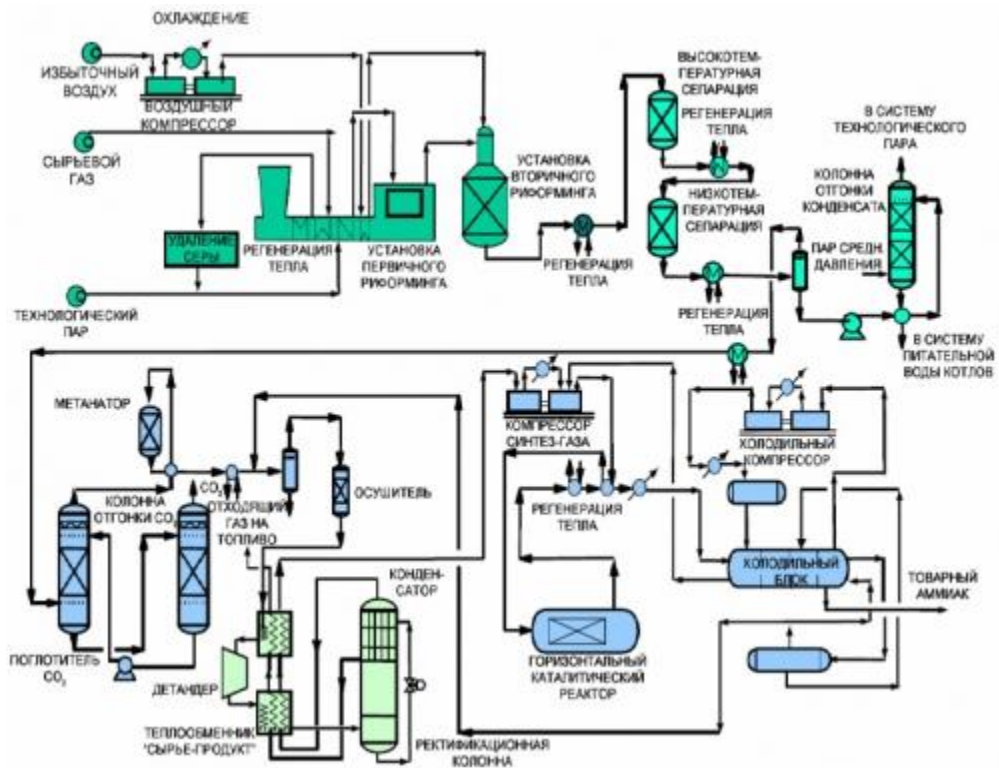 ОХЛАЖДЕНИЕ
ИЗБЫТОЧНЫЙ
ВОЗДУХ
ВОЗДУШНЫЙ
КОМПРЕССОР
СЫРЬЕВОЙ
ГАЗ
УДАЛЕНИЕ
СЕРЫ
РЕГЕНЕРАЦИЯ
ТЕПЛА
УСТАНОВКА
ПЕРВИЧНОГО
РИФОРМИНГА
ТЕХНОЛОГИЧЕСКИЙ
ПАР
УСТАНОВКА
ВТОРИЧНОГО
РИФОРМИНГА
РЕГЕНЕРАЦИЯ
ТЕПЛА
ВЫСОКОТЕМ-
ПЕРАТУРНАЯ
СЕПАРАЦИЯ
РЕГЕНЕРАЦИЯ
ТЕПЛА
НИЗКОТЕМ-
ПЕРАТУРНАЯ
СЕПАРАЦИЯ
РЕГЕНЕРАЦИЯ
ТЕПЛА
В СИСТЕМУ
ТЕХНОЛОГИЧЕСКОГО
ПАРА
КОЛОННА
ОТГОНКИ
КОНДЕНСАТА
ПАР СРЕДН.
ДАВЛЕНИЯ
В СИСТЕМУ
ПИТАТЕЛЬНОЙ
ВОДЫ КОТЛОВ
МЕТАНАТОР
КОЛОННА
ОТГОНКИ CO₂
CO₂
ОТХОДЯЩИЙ
ГАЗ НА
ТОПЛИВО
ОСУШИТЕЛЬ
ПОГЛОТИТЕЛЬ
CO₂
ДЕТАНДЕР
ТЕПЛООБМЕННИК
"СЫРЬЕ-ПРОДУКТ"
КОНДЕН-
САТОР
РЕКТИФИКАЦИОННАЯ
КОЛОННА
КОМПРЕССОР
СИНТЕЗ-ГАЗА
РЕГЕНЕРАЦИЯ
ТЕПЛА
ГОРИЗОНТАЛЬНЫЙ
КАТАЛИТИЧЕСКИЙ
РЕАКТОР
ХОЛОДИЛЬНЫЙ
КОМПРЕССОР
ХОЛОДИЛЬНЫЙ
БЛОК
ТОВАРНЫЙ
АММИАК